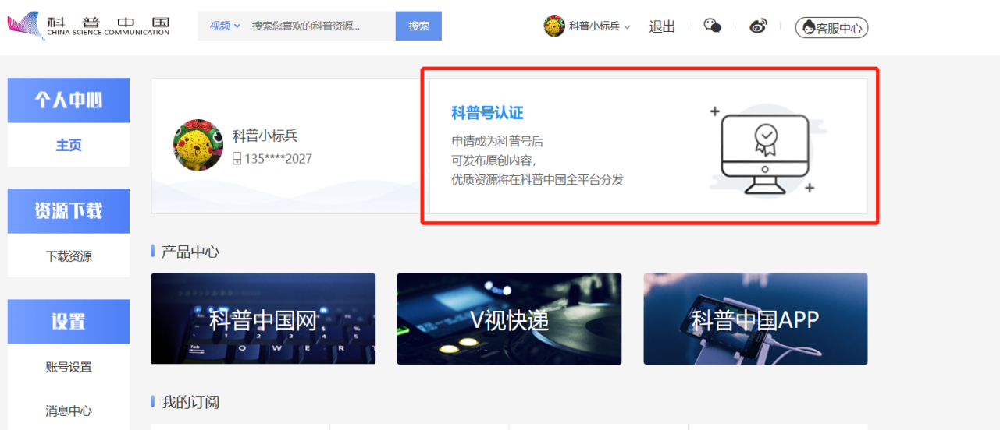 科普中国
CHINA SCIENCE COMMUNICATION
视频
搜索您喜欢的科普资源...
搜索
科普小标兵
退出
客服中心
个人中心
主页
资源下载
下载资源
设置
账号设置
消息中心
科普小标兵
135****2027
科普号认证
申请成为科普号后
可发布原创内容,
优质资源将在科普中国全平台分发
产品中心
科普中国网
V视快递
科普中国APP
我的订阅